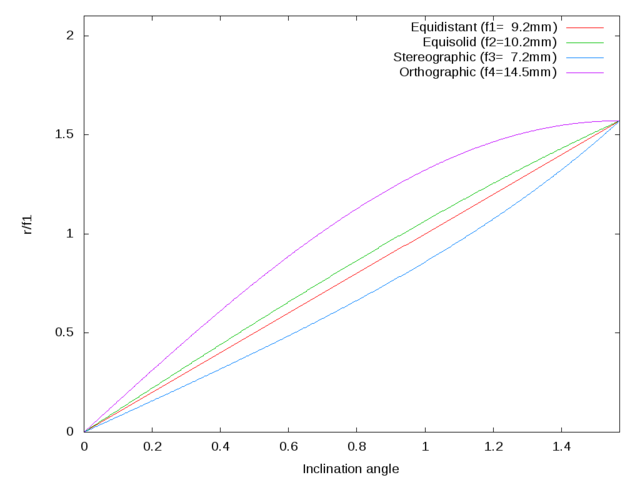 Equidistant (f1=  9.2mm)
Equisolid (f2=10.2mm)
Stereographic (f3=  7.2mm)
Orthographic (f4=14.5mm)
2
1.5
1
0.5
0
r/f1
0 0.2 0.4 0.6 0.8 1 1.2 1.4
Inclination angle